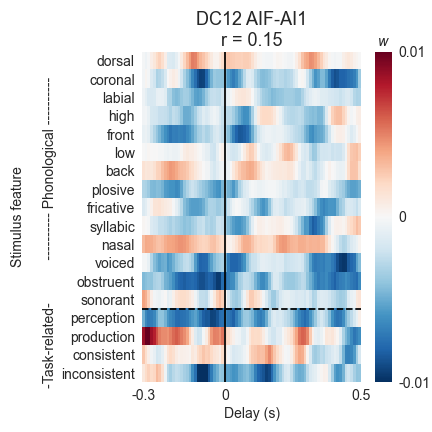 DC12 AIF-AI1
r = 0.15
w
Stimulus feature
-Task-related-
----------- Phonological -----------
dorsal
coronal
labial
high
front
low
back
plosive
fricative
syllabic
nasal
voiced
obstruent
sonorant
perception
production
consistent
inconsistent
0.01
0
-0.01
-0.3
0
0.5
Delay (s)